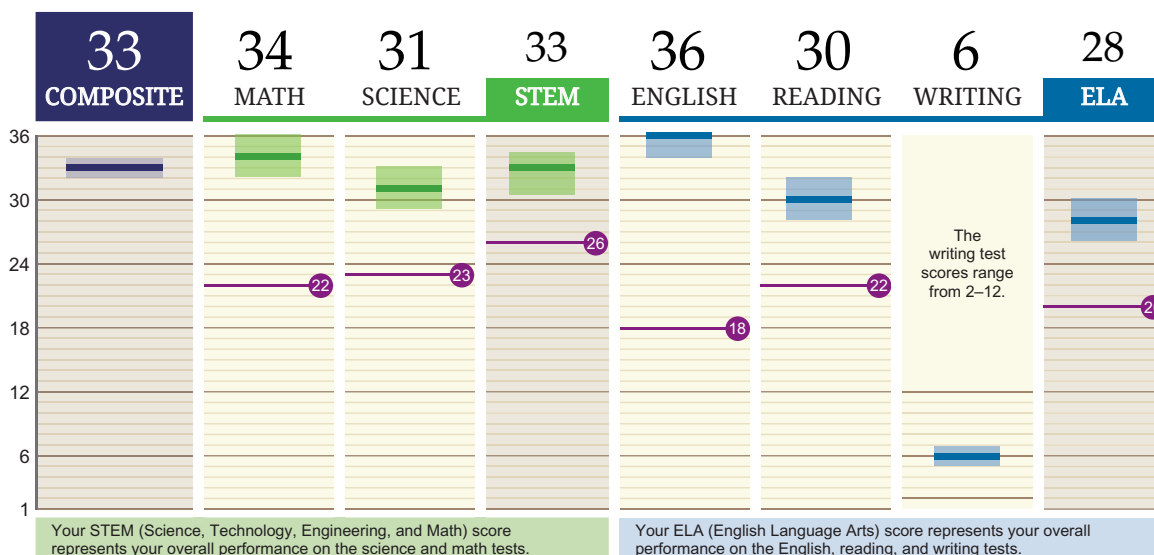 33 34 31 33 36 30 6 28
COMPOSITE MATH SCIENCE STEM ENGLISH READING WRITING ELA
36
30
26
The
writing test
scores range
from 2–12.
24
23
22
22
18
18
12
6
1
Your STEM (Science, Technology, Engineering, and Math) score
represents your overall performance on the science and math tests.
Your ELA (English Language Arts) score represents your overall
performance on the English, reading, and writing tests.